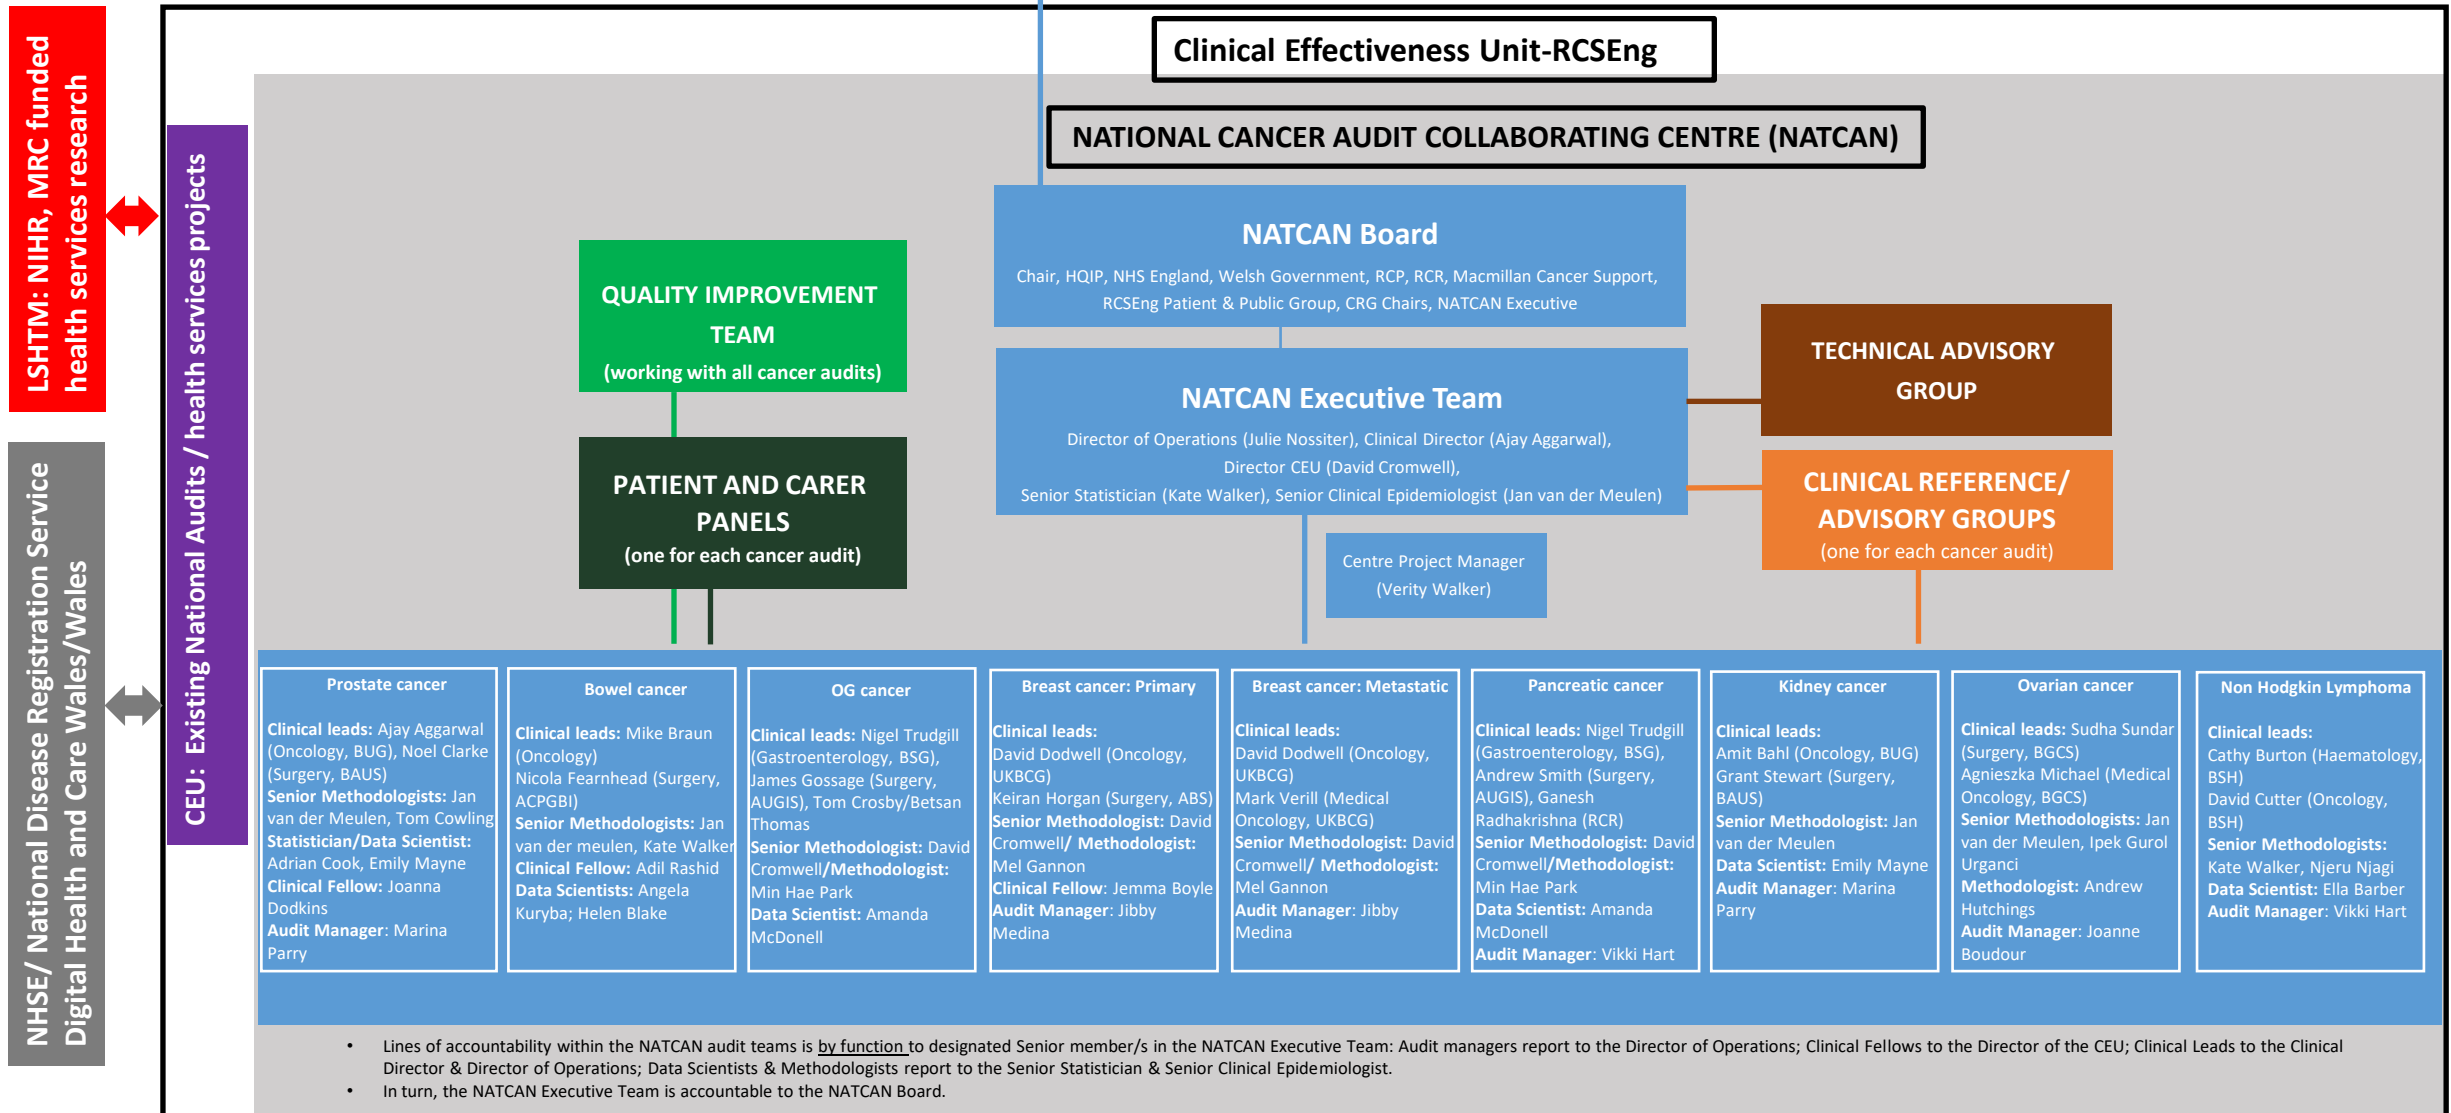 LSHTM: NIHR, MRC funded
health services research
NHSE/ National Disease Registration Service
Digital Health and Care Wales/Wales
CEU:  Existing National Audits / health services projects
Clinical Effectiveness Unit-RCSEng
NATIONAL CANCER AUDIT COLLABORATING CENTRE (NATCAN)
NATCAN Board
Chair, HQIP, NHS England, Welsh Government, RCP, RCR, Macmillan Cancer Support,
RCSEng Patient & Public Group, CRG Chairs, NATCAN Executive
QUALITY IMPROVEMENT
TEAM
(working with all cancer audits)
PATIENT AND CARER
PANELS
(one for each cancer audit)
NATCAN Executive Team
Director of Operations (Julie Nossiter), Clinical Director (Ajay Aggarwal),
Director CEU (David Cromwell),
Senior Statistician (Kate Walker), Senior Clinical Epidemiologist (Jan van der Meulen)
TECHNICAL ADVISORY
GROUP
CLINICAL REFERENCE/
ADVISORY GROUPS
(one for each cancer audit)
Centre Project Manager
(Verity Walker)
Prostate cancer
Clinical leads: Ajay Aggarwal
(Oncology, BUG), Noel Clarke
(Surgery, BAUS)
Senior Methodologists: Jan
van der Meulen, Tom Cowling
Statistician/Data Scientist:
Adrian Cook, Emily Mayne
Clinical Fellow: Joanna
Dodkins
Audit Manager: Marina
Parry
Bowel cancer
Clinical leads: Mike Braun
(Oncology)
Nicola Fearnhead (Surgery,
ACPGBI)
Senior Methodologists: Jan
van der meulen, Kate Walker
Clinical Fellow: Adil Rashid
Data Scientists: Angela
Kuryba; Helen Blake
OG cancer
Clinical leads: Nigel Trudgill
(Gastroenterology, BSG),
James Gossage (Surgery,
AUGIS), Tom Crosby/Betsan
Thomas
Senior Methodologist: David
Cromwell/Methodologist:
Min Hae Park
Data Scientist: Amanda
McDonell
Breast cancer: Primary
Clinical leads:
David Dodwell (Oncology,
UKBCG)
Keiran Horgan (Surgery, ABS)
Senior Methodologist: David
Cromwell/ Methodologist:
Mel Gannon
Clinical Fellow: Jemma Boyle
Audit Manager: Jibby
Medina
Breast cancer: Metastatic
Clinical leads:
David Dodwell (Oncology,
UKBCG)
Mark Verill (Medical
Oncology, UKBCG)
Senior Methodologist: David
Cromwell/ Methodologist:
Mel Gannon
Audit Manager: Jibby
Medina
Pancreatic cancer
Clinical leads: Nigel Trudgill
(Gastroenterology, BSG),
Andrew Smith (Surgery,
AUGIS), Ganesh
Radhakrishna (RCR)
Senior Methodologist: David
Cromwell/Methodologist:
Min Hae Park
Data Scientist: Amanda
McDonell
Audit Manager: Vikki Hart
Kidney cancer
Clinical leads:
Amit Bahl (Oncology, BUG)
Grant Stewart (Surgery,
BAUS)
Senior Methodologist: Jan
van der Meulen
Data Scientist: Emily Mayne
Audit Manager: Marina
Parry
Ovarian cancer
Clinical leads: Sudha Sundar
(Surgery, BGCS)
Agnieszka Michael (Medical
Oncology, BGCS)
Senior Methodologists: Jan
van der Meulen, Ipek Gurol
Urganci
Methodologist: Andrew
Hutchings
Audit Manager: Joanne
Boudour
Non Hodgkin Lymphoma
Clinical leads:
Cathy Burton (Haematology,
BSH)
David Cutter (Oncology,
BSH)
Senior Methodologists:
Kate Walker, Njeru Njagi
Data Scientist: Ella Barber
Audit Manager: Vikki Hart
• Lines of accountability within the NATCAN audit teams is by function to designated Senior member/s in the NATCAN Executive Team: Audit managers report to the Director of Operations; Clinical Fellows to the Director of the CEU; Clinical Leads to the Clinical
Director & Director of Operations; Data Scientists & Methodologists report to the Senior Statistician & Senior Clinical Epidemiologist.
• In turn, the NATCAN Executive Team is accountable to the NATCAN Board.